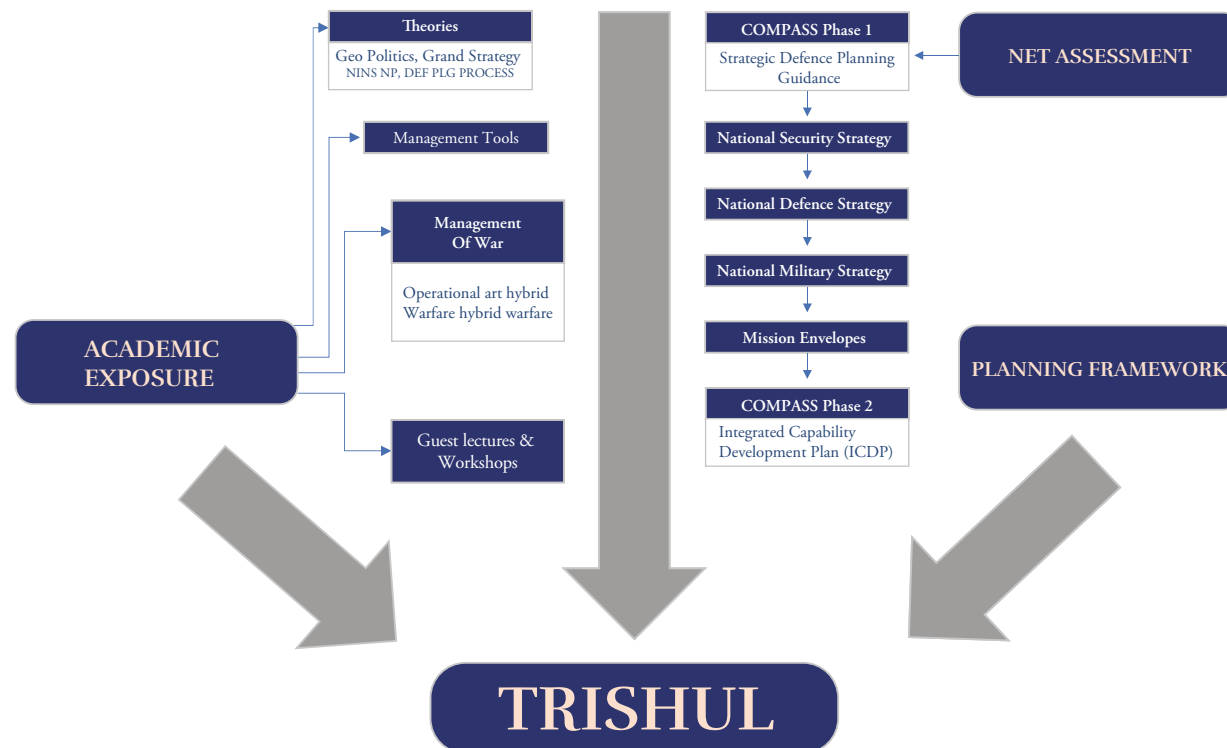 Theories
Geo Politics, Grand Strategy
NINS NP, DEF PLG PROCESS
Management Tools
Management
Of War
Operational art hybrid
Warfare hybrid warfare
ACADEMIC
EXPOSURE
Guest lectures &
Workshops
COMPASS Phase 1
Strategic Defence Planning
Guidance
NET ASSESSMENT
National Security Strategy
National Defence Strategy
National Military Strategy
Mission Envelopes
PLANNING FRAMEWORK
COMPASS Phase 2
Integrated Capability
Development Plan (ICDP)
TRISHUL